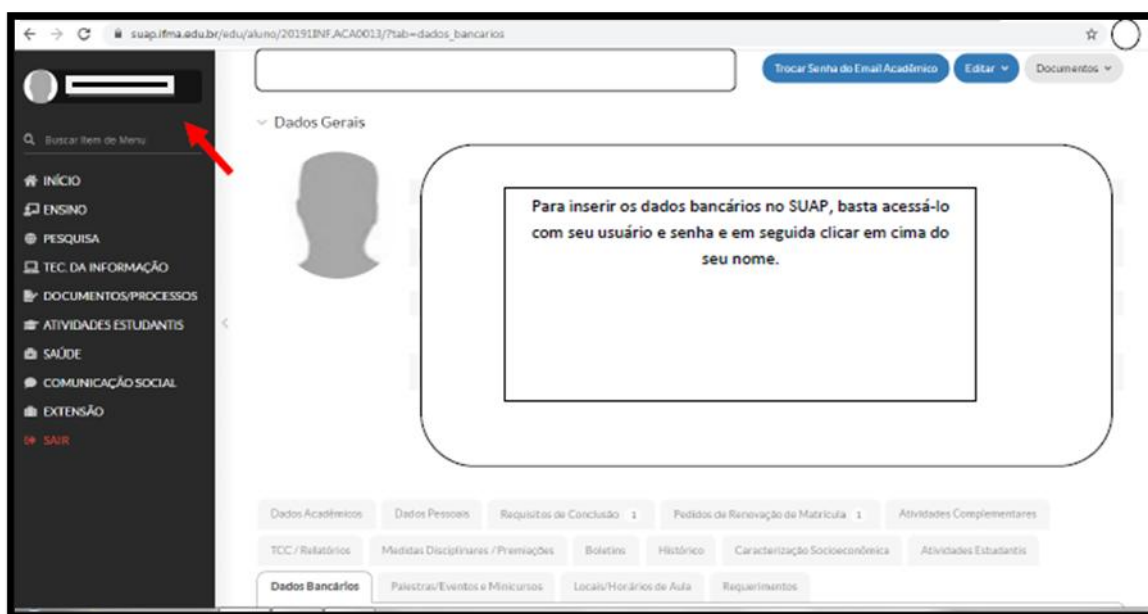 suap.ifma.edu.br/edu/aluno/20191INF.ACA0013/?tab=dados_bancarios
Trocar Senha do Email Acadêmico Editar Documentos
Dados Gerais
Buscar Item de Menu
INÍCIO
ENSINO
PESQUISA
TEC. DA INFORMAÇÃO
DOCUMENTOS/PROCESSOS
ATIVIDADES ESTUDANTIS
SAÚDE
COMUNICAÇÃO SOCIAL
EXTENSÃO
SAIR
Para inserir os dados bancários no SUAP, basta acessá-lo
com seu usuário e senha e em seguida clicar em cima do
seu nome.
Dados Acadêmicos Dados Pessoais Requisitos de Conclusão 1 Pedidos de Renovação de Matrícula 1 Atividades Complementares
TCC / Relatórios Medidas Disciplinares / Premiações Boletins Histórico Caracterização Socioeconômica Atividades Estudantis
Dados Bancários Palestras/Eventos e Minicursos Locais/Horários de Aula Requerimentos